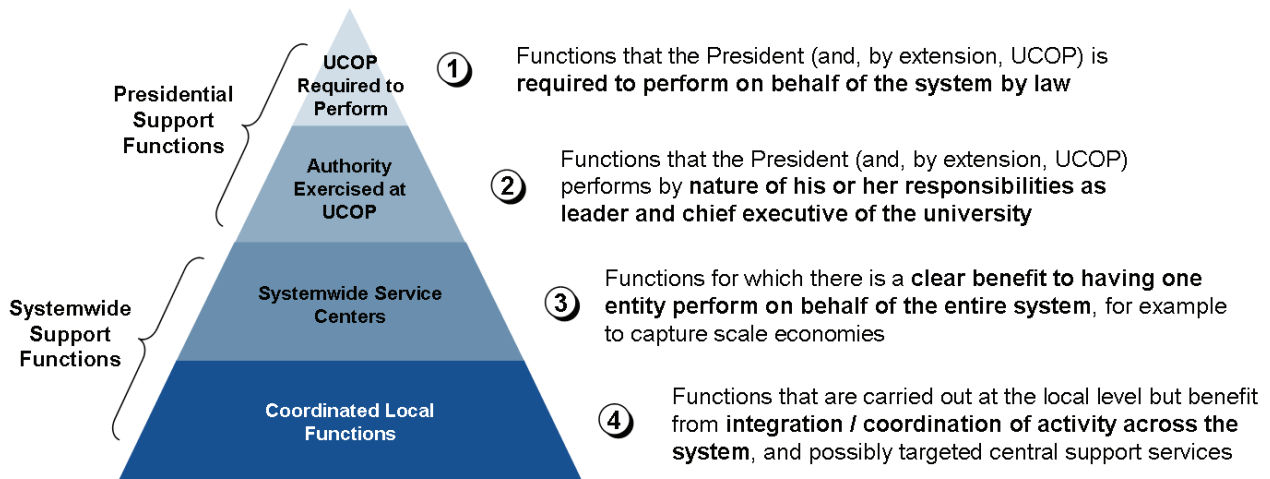 Presidential
Support
Functions
UCOP
Required to
Perform
1
Functions that the President (and, by extension, UCOP) is
required to perform on behalf of the system by law
Authority
Exercised at
UCOP
2
Functions that the President (and, by extension, UCOP)
performs by nature of his or her responsibilities as
leader and chief executive of the university
Systemwide
Support
Functions
Systemwide Service
Centers
3
Functions for which there is a clear benefit to having one
entity perform on behalf of the entire system, for example
to capture scale economies
Coordinated Local
Functions
4
Functions that are carried out at the local level but benefit
from integration / coordination of activity across the
system, and possibly targeted central support services